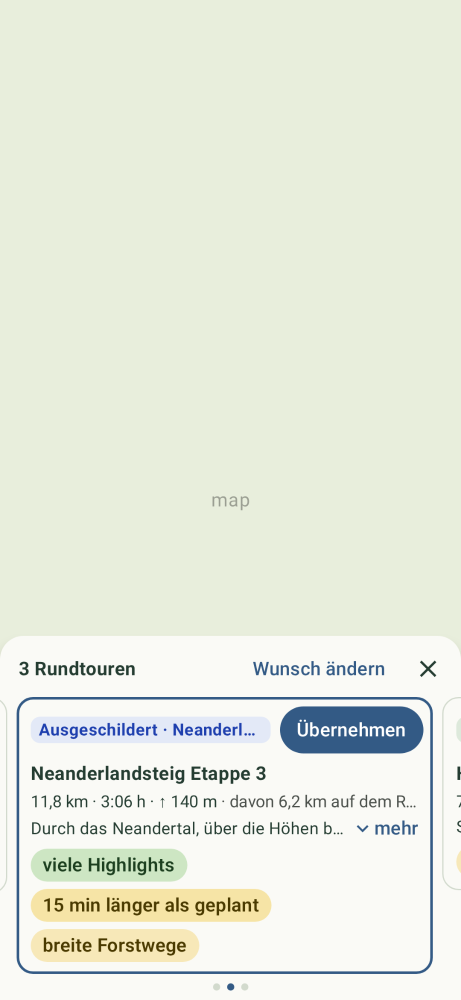 map
3 Rundtouren
Wunsch ändern
Ausgeschildert · Neanderl…
Übernehmen
Neanderlandsteig Etappe 3
11,8 km · 3:06 h · ↑ 140 m · davon 6,2 km auf dem R…
Durch das Neandertal, über die Höhen b… mehr
viele Highlights
15 min länger als geplant
breite Forstwege